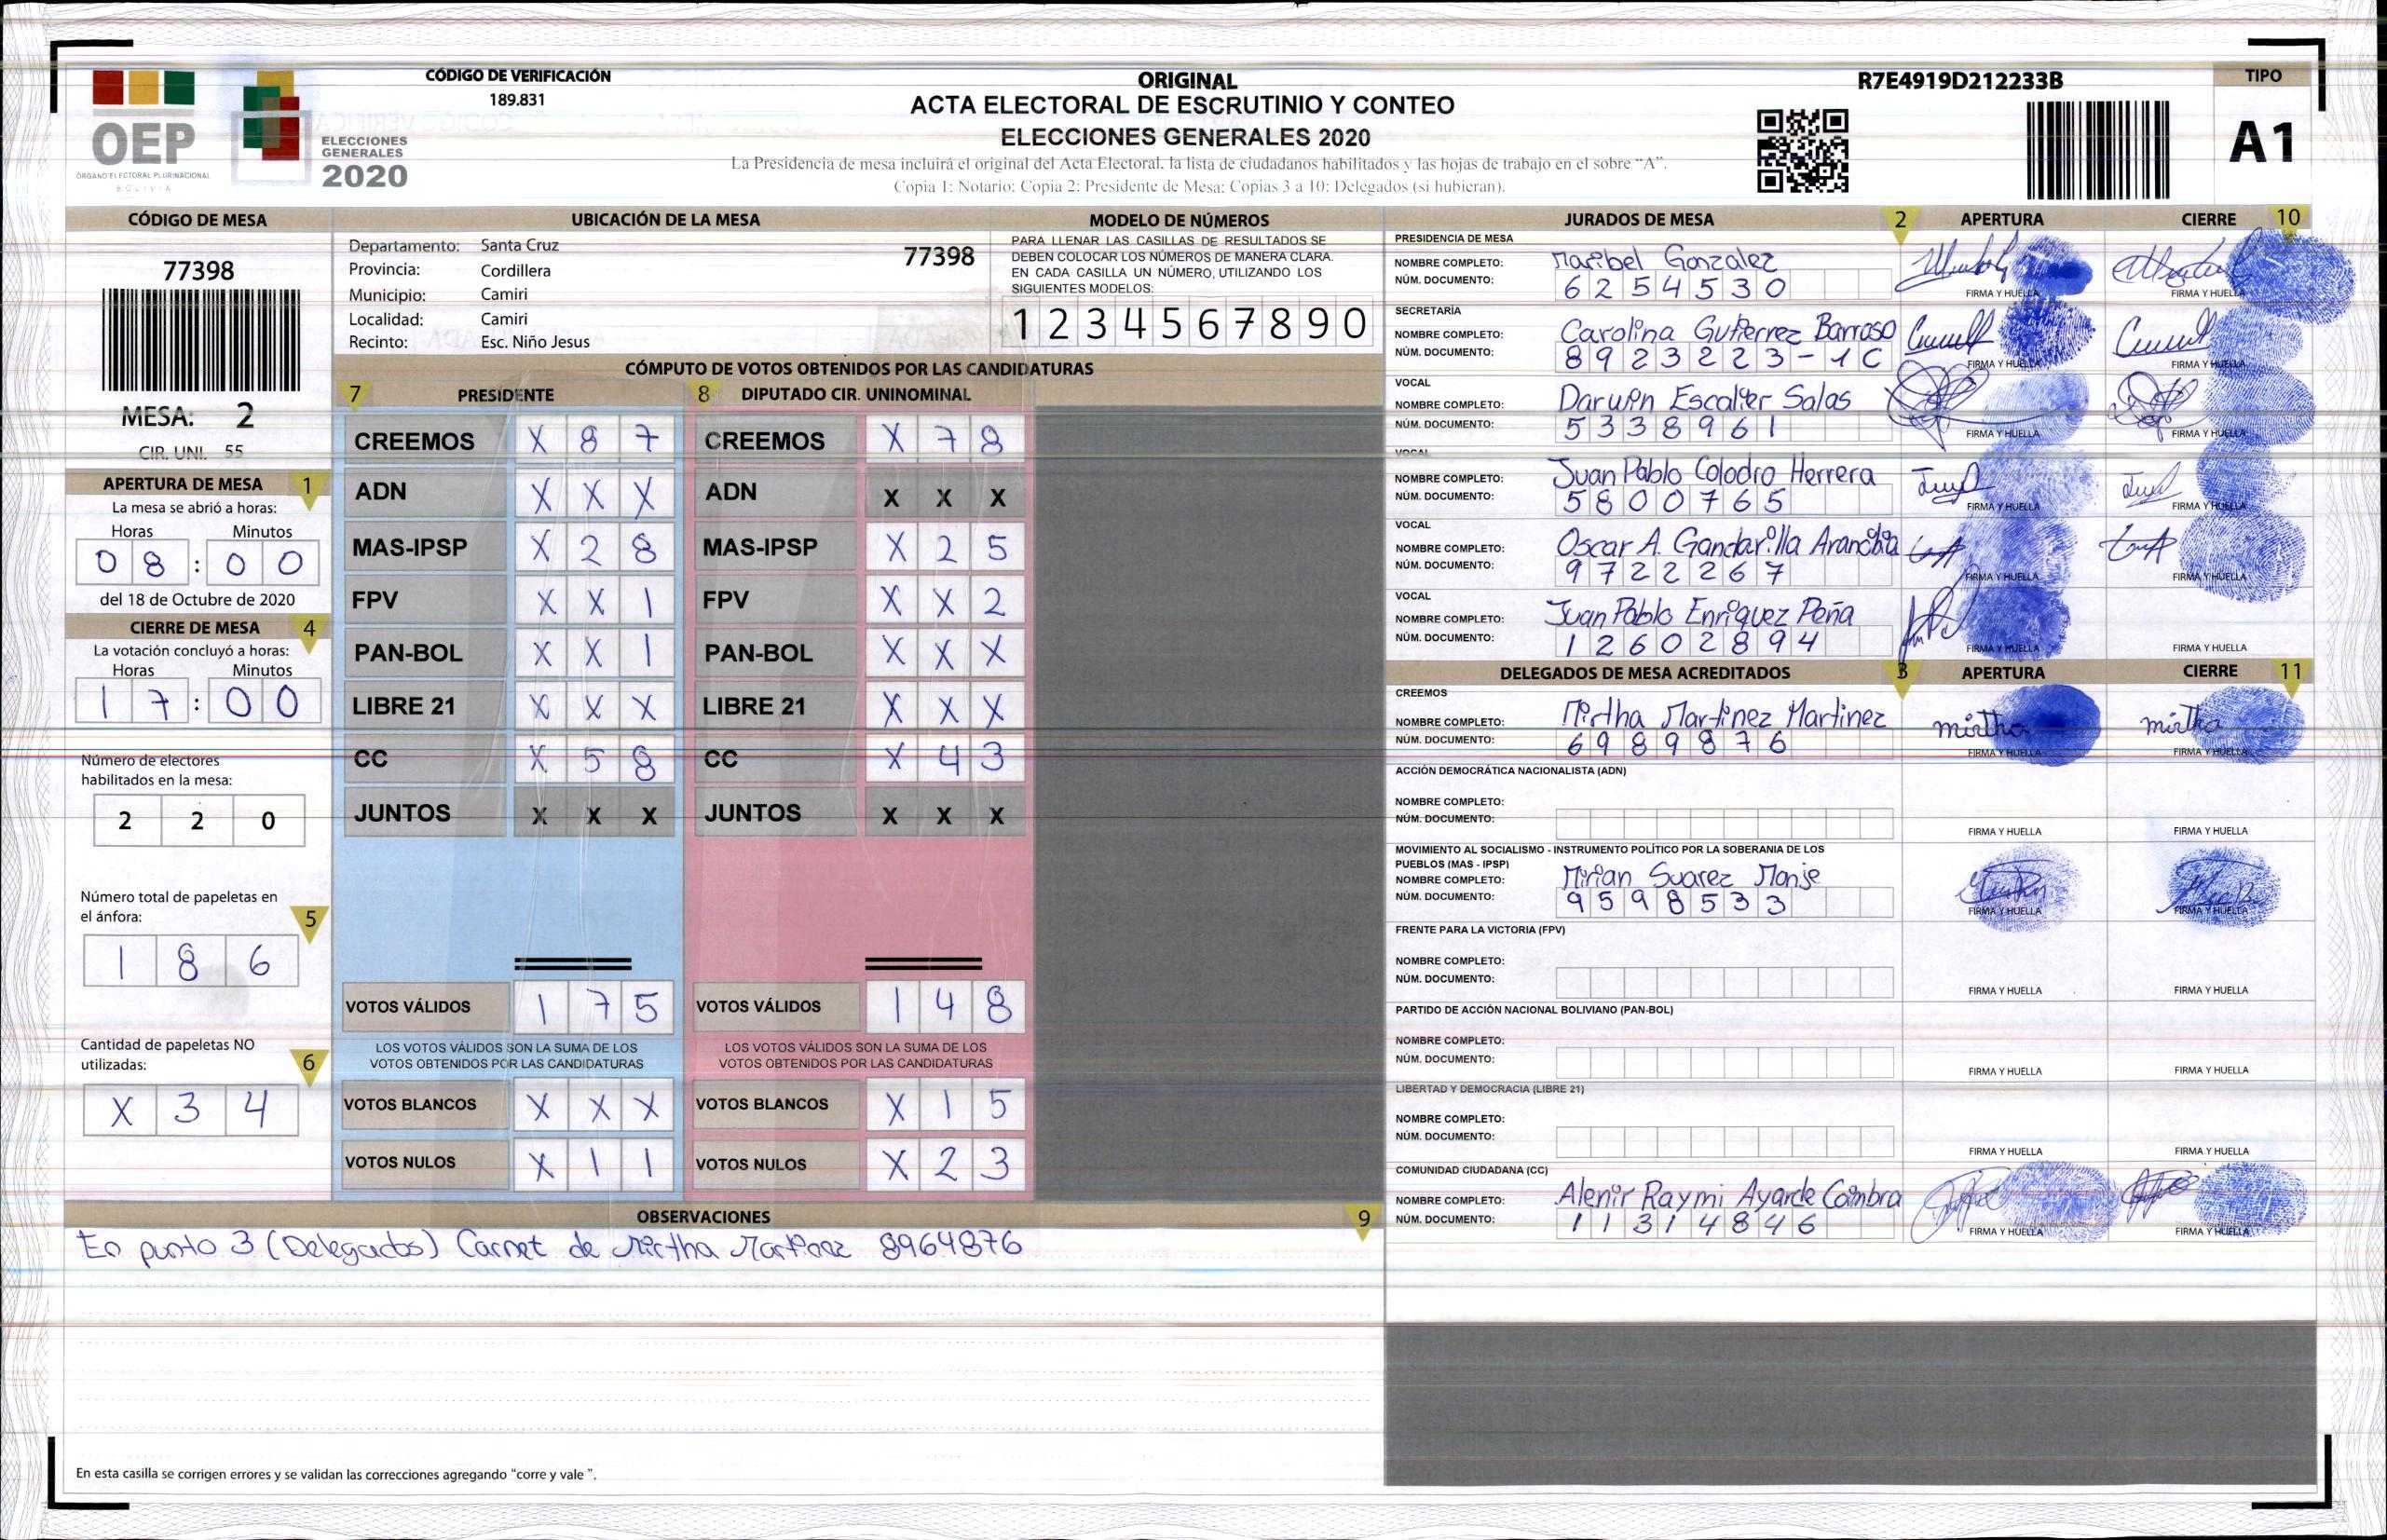 OEP
ÓRGANO ELECTORAL PLURINACIONAL
BOLIVIA
ELECCIONES
GENERALES
2020
CÓDIGO DE VERIFICACIÓN
189.831
ORIGINAL
ACTA ELECTORAL DE ESCRUTINIO Y CONTEO
ELECCIONES GENERALES 2020
La Presidencia de mesa incluirá el original del Acta Electoral, la lista de ciudadanos habilitados y las hojas de trabajo en el sobre "A".
Copia 1: Notario; Copia 2: Presidente de Mesa; Copias 3 a 10: Delegados (si hubieran).
R7E4919D212233B
TIPO
A1
CÓDIGO DE MESA
77398
MESA: 2
CIR. UNI. 55
APERTURA DE MESA 1
La mesa se abrió a horas:
Horas Minutos
0 8 : 0 0
del 18 de Octubre de 2020
CIERRE DE MESA 4
La votación concluyó a horas:
Horas Minutos
1 7 : 0 0
Número de electores
habilitados en la mesa:
2 2 0
Número total de papeletas en
el ánfora: 5
1 8 6
Cantidad de papeletas NO
utilizadas: 6
X 3 4
UBICACIÓN DE LA MESA
Departamento: Santa Cruz 77398
Provincia: Cordillera
Municipio: Camiri
Localidad: Camiri
Recinto: Esc. Niño Jesus
MODELO DE NÚMEROS
PARA LLENAR LAS CASILLAS DE RESULTADOS SE
DEBEN COLOCAR LOS NÚMEROS DE MANERA CLARA.
EN CADA CASILLA UN NÚMERO, UTILIZANDO LOS
SIGUIENTES MODELOS:
1 2 3 4 5 6 7 8 9 0
CÓMPUTO DE VOTOS OBTENIDOS POR LAS CANDIDATURAS
7 PRESIDENTE
CREEMOS X 8 7
ADN X X X
MAS-IPSP X 2 8
FPV X X 1
PAN-BOL X X 1
LIBRE 21 X X X
CC X 5 8
JUNTOS X X X
VOTOS VÁLIDOS 1 7 5
LOS VOTOS VÁLIDOS SON LA SUMA DE LOS
VOTOS OBTENIDOS POR LAS CANDIDATURAS
VOTOS BLANCOS X X X
VOTOS NULOS X 1 1
8 DIPUTADO CIR. UNINOMINAL
CREEMOS X 7 8
ADN X X X
MAS-IPSP X 2 5
FPV X X 2
PAN-BOL X X X
LIBRE 21 X X X
CC X 4 3
JUNTOS X X X
VOTOS VÁLIDOS 1 4 8
LOS VOTOS VÁLIDOS SON LA SUMA DE LOS
VOTOS OBTENIDOS POR LAS CANDIDATURAS
VOTOS BLANCOS X 1 5
VOTOS NULOS X 2 3
OBSERVACIONES 9
En punto 3 (Delegados) Carnet de Mirtha Martinez 8964876
En esta casilla se corrigen errores y se validan las correcciones agregando "corre y vale ".
JURADOS DE MESA 2 APERTURA CIERRE 10
PRESIDENCIA DE MESA
NOMBRE COMPLETO: Maribel Gonzalez
NÚM. DOCUMENTO: 6254530
FIRMA Y HUELLA FIRMA Y HUELLA
SECRETARÍA
NOMBRE COMPLETO: Carolina Gutierrez Barroso
NÚM. DOCUMENTO: 8923223-1C
FIRMA Y HUELLA FIRMA Y HUELLA
VOCAL
NOMBRE COMPLETO: Darwin Escalier Salas
NÚM. DOCUMENTO: 5338961
FIRMA Y HUELLA FIRMA Y HUELLA
VOCAL
NOMBRE COMPLETO: Juan Pablo Colodro Herrera
NÚM. DOCUMENTO: 5800765
FIRMA Y HUELLA FIRMA Y HUELLA
VOCAL
NOMBRE COMPLETO: Oscar A. Gandarilla
NÚM. DOCUMENTO: 9722267
FIRMA Y HUELLA FIRMA Y HUELLA
VOCAL
NOMBRE COMPLETO: Juan Pablo Enriquez Peña
NÚM. DOCUMENTO: 12602894
FIRMA Y HUELLA FIRMA Y HUELLA
DELEGADOS DE MESA ACREDITADOS 3 APERTURA CIERRE 11
CREEMOS
NOMBRE COMPLETO: Mirtha Martinez Martinez mirtha mirtha
NÚM. DOCUMENTO: 6989876
FIRMA Y HUELLA FIRMA Y HUELLA
ACCIÓN DEMOCRÁTICA NACIONALISTA (ADN)
NOMBRE COMPLETO:
NÚM. DOCUMENTO:
FIRMA Y HUELLA FIRMA Y HUELLA
MOVIMIENTO AL SOCIALISMO - INSTRUMENTO POLÍTICO POR LA SOBERANIA DE LOS
PUEBLOS (MAS - IPSP)
NOMBRE COMPLETO: Mirian Suarez Monje
NÚM. DOCUMENTO: 9598533
FIRMA Y HUELLA FIRMA Y HUELLA
FRENTE PARA LA VICTORIA (FPV)
NOMBRE COMPLETO:
NÚM. DOCUMENTO:
FIRMA Y HUELLA FIRMA Y HUELLA
PARTIDO DE ACCIÓN NACIONAL BOLIVIANO (PAN-BOL)
NOMBRE COMPLETO:
NÚM. DOCUMENTO:
FIRMA Y HUELLA FIRMA Y HUELLA
LIBERTAD Y DEMOCRACIA (LIBRE 21)
NOMBRE COMPLETO:
NÚM. DOCUMENTO:
FIRMA Y HUELLA FIRMA Y HUELLA
COMUNIDAD CIUDADANA (CC)
NOMBRE COMPLETO: Alenir Raymi Ayarde Coimbra
NÚM. DOCUMENTO: 11314846
FIRMA Y HUELLA FIRMA Y HUELLA